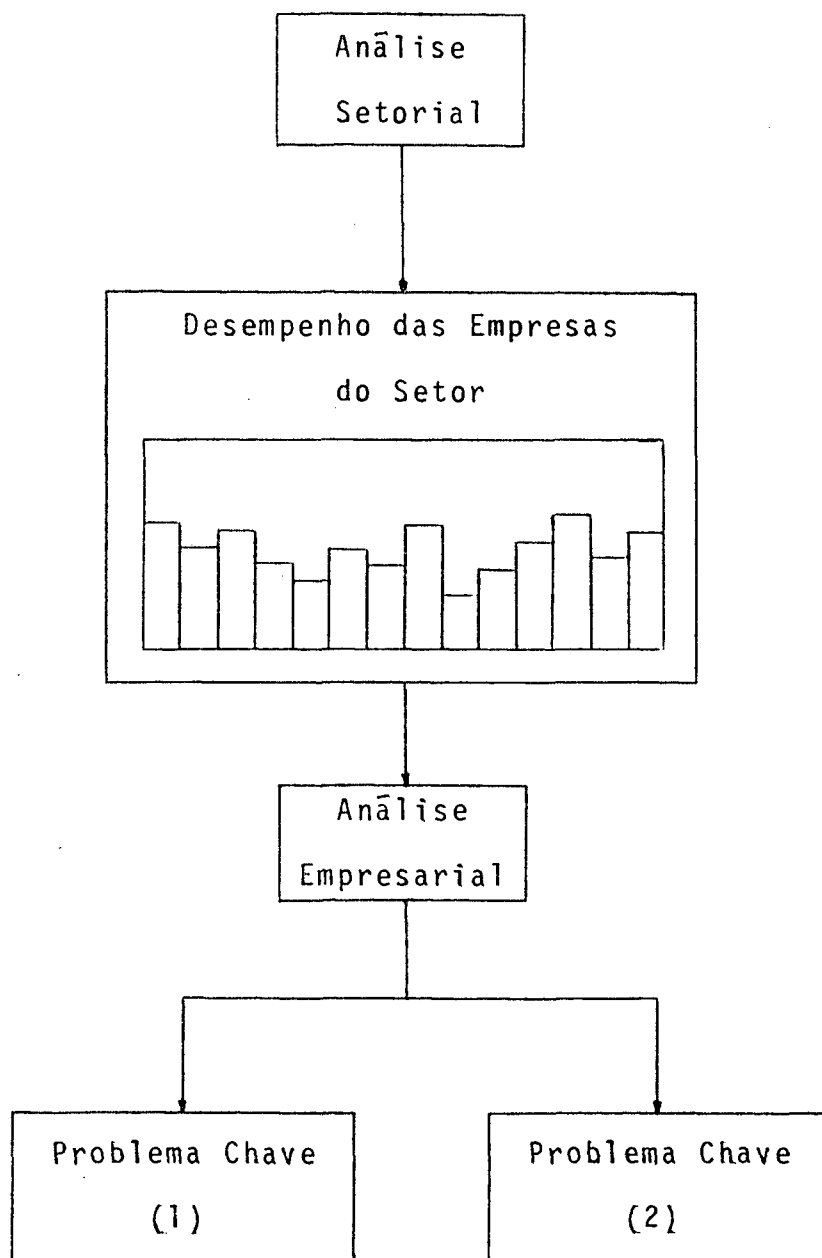 Análise
Setorial
Desempenho das Empresas
do Setor
Análise
Empresarial
Problema Chave
(1)
Problema Chave
(2)